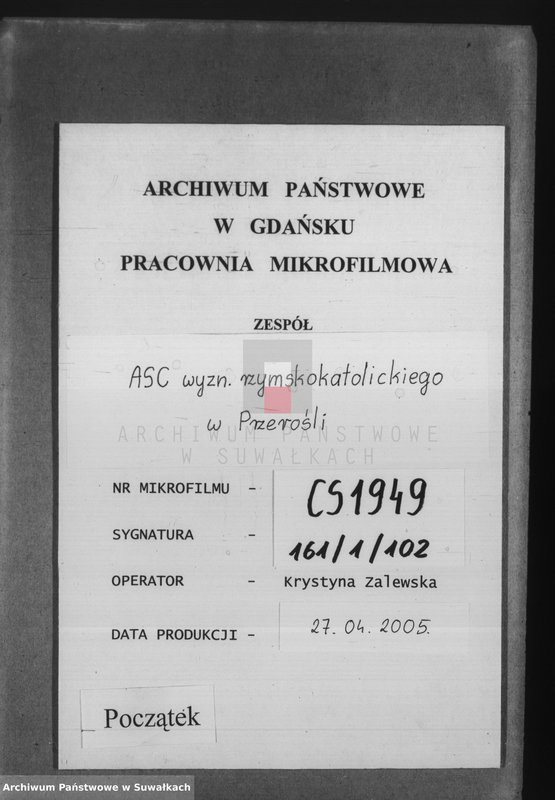 ARCHIWUM PAŃSTWOWE
W GDAŃSKU
PRACOWNIA MIKROFILMOWA
ZESPÓŁ
ASC wyzn. rzymskokatolickiego
w Przerośli
ARCHIWUM PAŃSTWOWE
W SUWAŁKACH
NR MIKROFILMU - CS1949
SYGNATURA - 161/1/102
OPERATOR - Krystyna Zalewska
DATA PRODUKCJI - 27. 04. 2005.
Początek
Archiwum Państwowe w Suwałkach